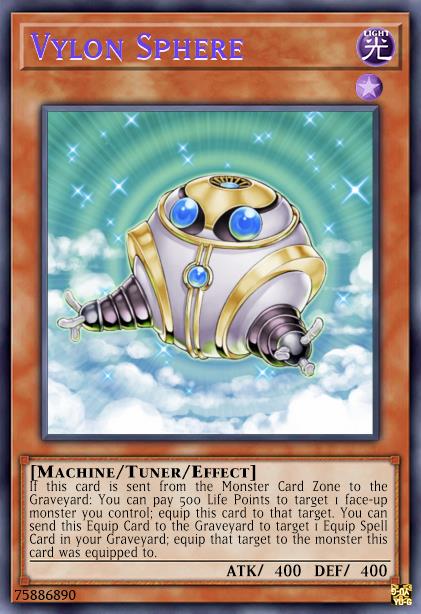 Vylon Sphere
LIGHT
光
[Machine/Tuner/Effect]
If this card is sent from the Monster Card Zone to the
Graveyard: You can pay 500 Life Points to target 1 face-up
monster you control; equip this card to that target. You can
send this Equip Card to the Graveyard to target 1 Equip Spell
Card in your Graveyard; equip that target to the monster this
card was equipped to.
ATK/ 400 DEF/ 400
75886890